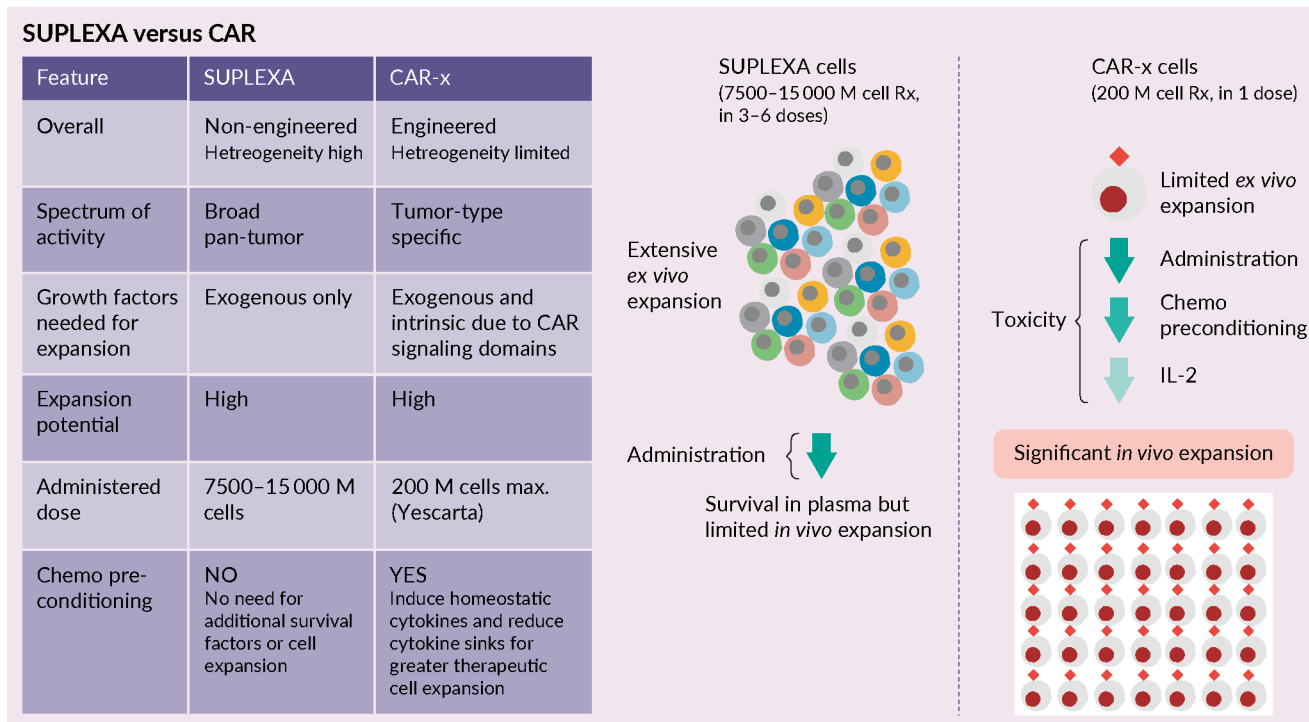 SUPLEXA versus CAR
Feature
SUPLEXA
CAR-x
Overall
Non-engineered
Hetreogeneity high
Engineered
Hetreogeneity limited
Spectrum of
activity
Broad
pan-tumor
Tumor-type
specific
Growth factors
needed for
expansion
Exogenous only
Exogenous and
intrinsic due to CAR
signaling domains
Expansion
potential
High
High
Administered
dose
7500–15 000 M
cells
200 M cells max.
(Yescarta)
Chemo pre-
conditioning
NO
No need for
additional survival
factors or cell
expansion
YES
Induce homeostatic
cytokines and reduce
cytokine sinks for
greater therapeutic
cell expansion
SUPLEXA cells
(7500–15 000 M cell Rx,
in 3–6 doses)
Extensive
ex vivo
expansion
Administration
Survival in plasma but
limited in vivo expansion
CAR-x cells
(200 M cell Rx, in 1 dose)
Limited ex vivo
expansion
Toxicity
Administration
Chemo
preconditioning
IL-2
Significant in vivo expansion